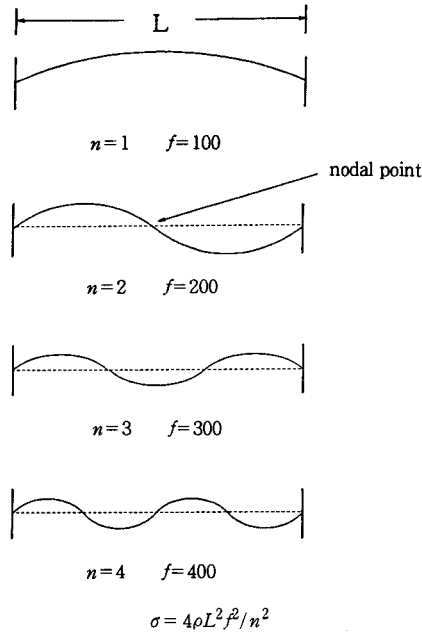 L
n=1 f=100
nodal point
n=2 f=200
n=3 f=300
n=4 f=400
σ = 4ρL²f²/n²